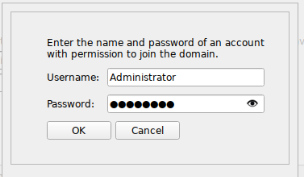 Enter the name and password of an account
with permission to join the domain.
Username: Administrator
Password: ●●●●●●●●
OK Cancel